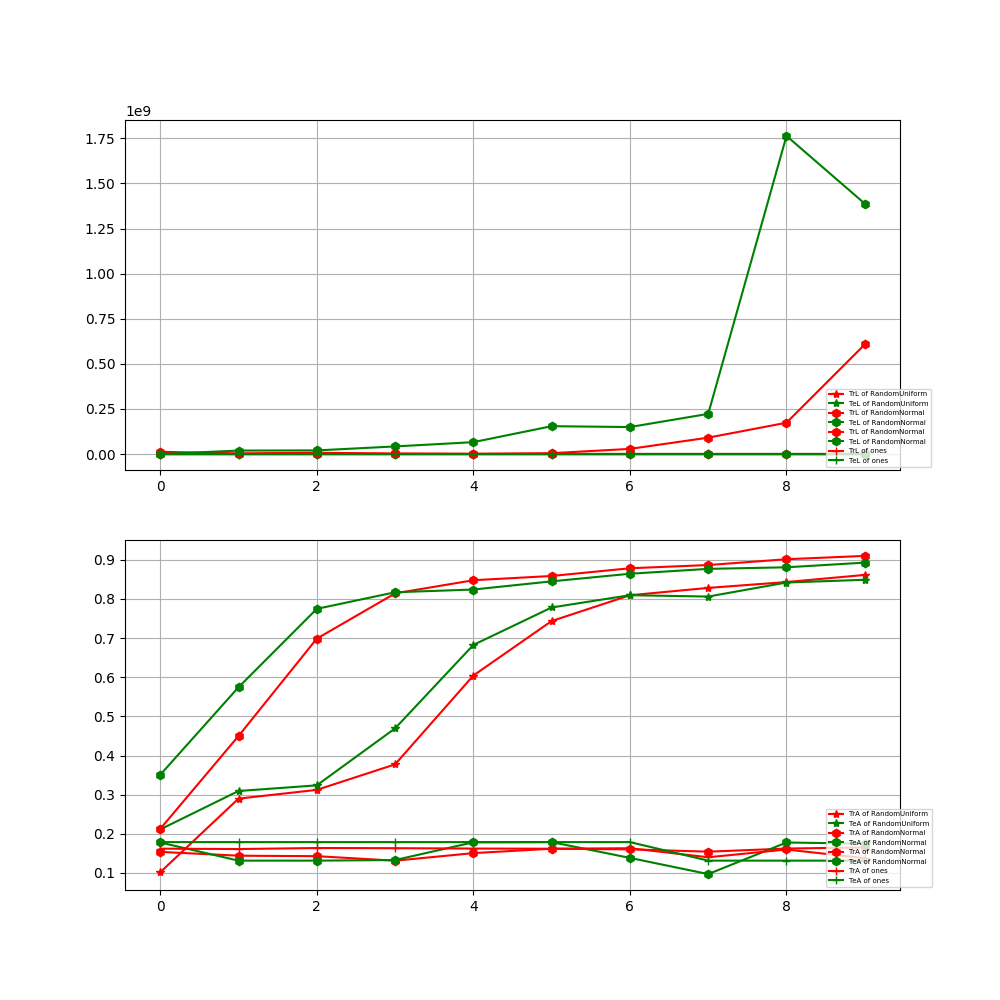 1e9
1.75
1.50
1.25
1.00
0.75
0.50
0.25
0.00
TrL of RandomUniform
TeL of RandomUniform
TrL of RandomNormal
TeL of RandomNormal
TrL of RandomNormal
TeL of RandomNormal
TrL of ones
TeL of ones
0 2 4 6 8
0.9
0.8
0.7
0.6
0.5
0.4
0.3
0.2
0.1
TrA of RandomUniform
TeA of RandomUniform
TrA of RandomNormal
TeA of RandomNormal
TrA of RandomNormal
TeA of RandomNormal
TrA of ones
TeA of ones
0 2 4 6 8